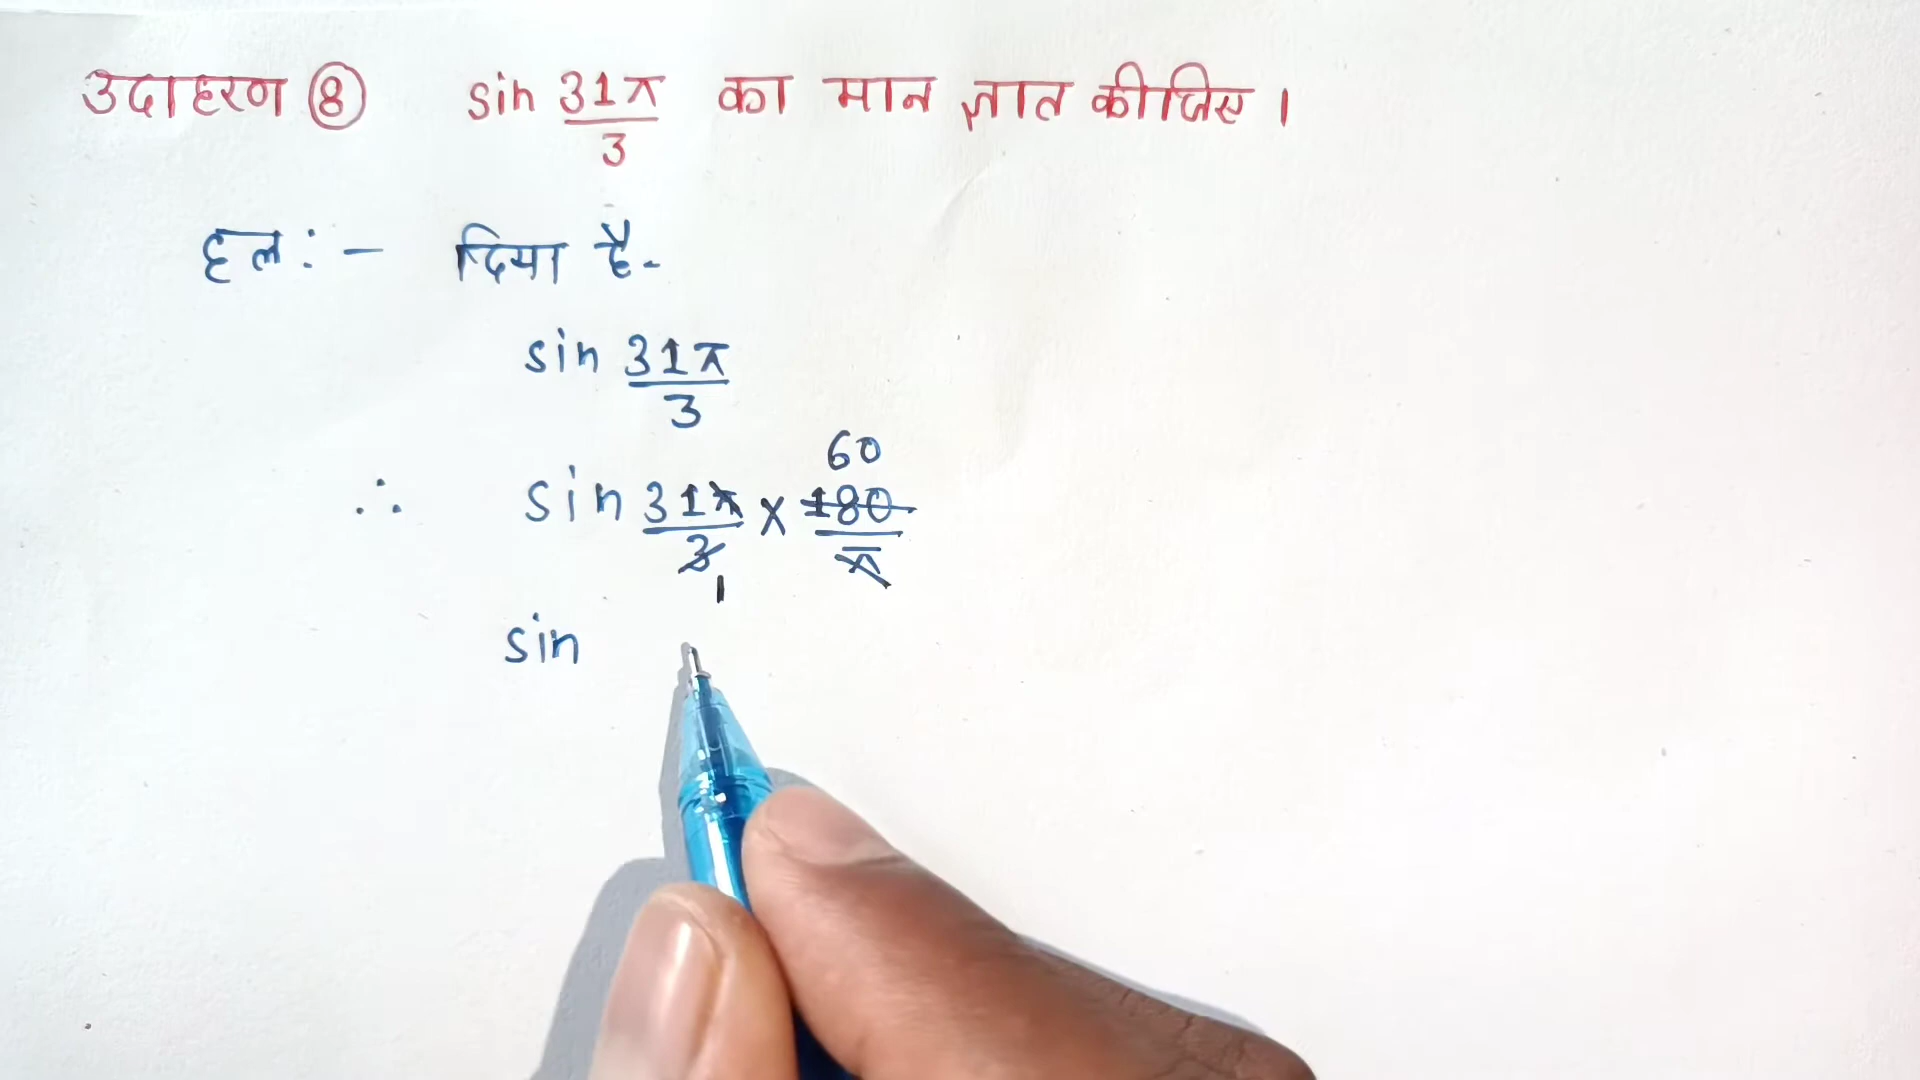 उदाहरण ⑧ sin 31π/3 का मान ज्ञात कीजिए ।
हल :- दिया है-
sin 31π/3
∴ sin 31π/3 × 180/π 60 1
sin